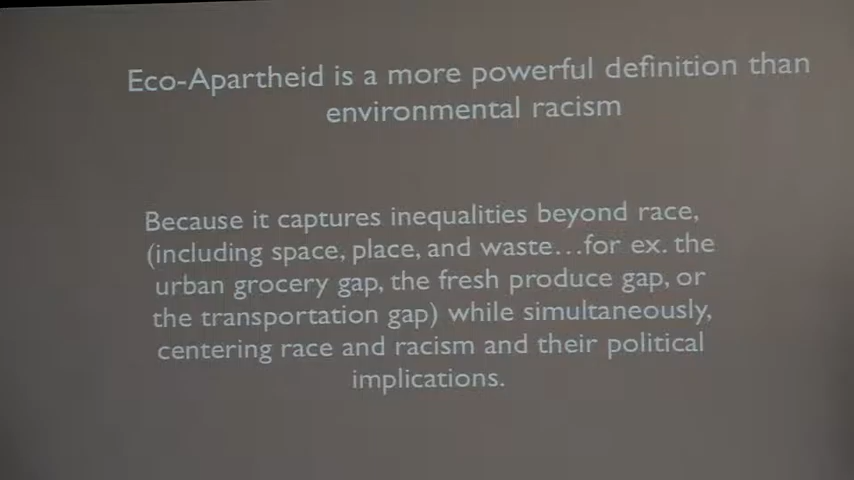 Eco-Apartheid is a more powerful definition than
environmental racism
Because it captures inequalities beyond race,
(including space, place, and waste...for ex. the
urban grocery gap, the fresh produce gap, or
the transportation gap) while simultaneously,
centering race and racism and their political
implications.